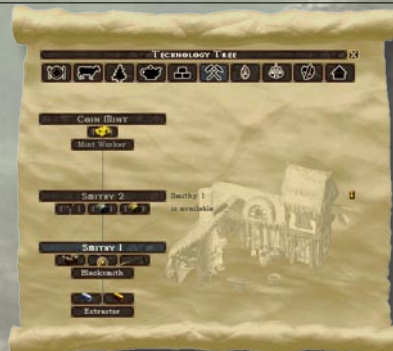 Technology Tree
Coin Mint
Mint Worker
Smithy 2
Smithy 1
is available
Smithy 1
Blacksmith
Extractor